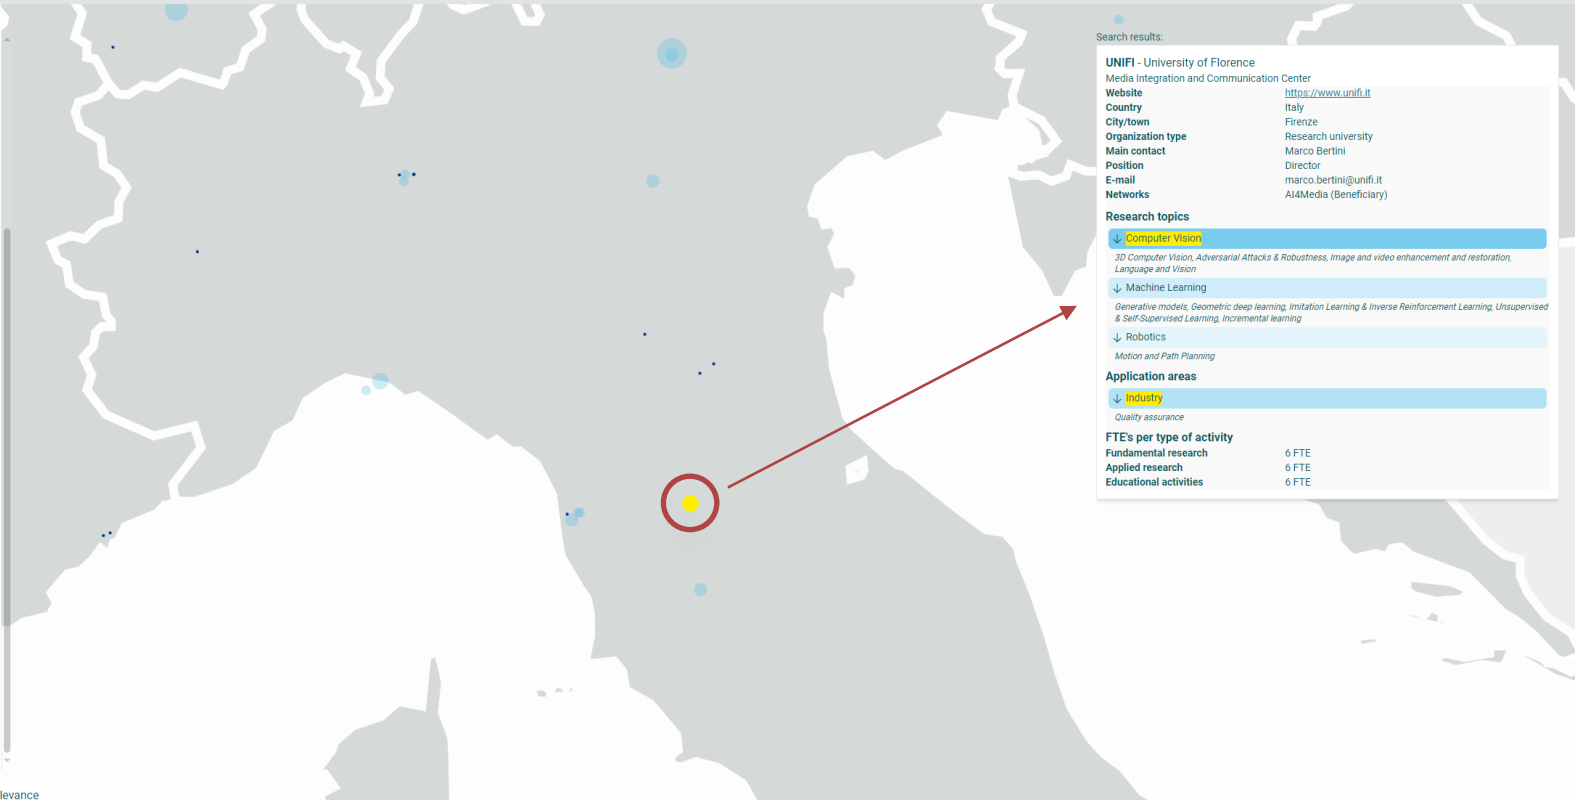 Search results:
UNIFI - University of Florence
Media Integration and Communication Center
Website https://www.unifi.it
Country Italy
City/town Firenze
Organization type Research university
Main contact Marco Bertini
Position Director
E-mail marco.bertini@unifi.it
Networks AI4Media (Beneficiary)
Research topics
↓ Computer Vision
3D Computer Vision, Adversarial Attacks & Robustness, Image and video enhancement and restoration,
Language and Vision
↓ Machine Learning
Generative models, Geometric deep learning, Imitation Learning & Inverse Reinforcement Learning, Unsupervised
& Self-Supervised Learning, Incremental learning
↓ Robotics
Motion and Path Planning
Application areas
↓ Industry
Quality assurance
FTE's per type of activity
Fundamental research 6 FTE
Applied research 6 FTE
Educational activities 6 FTE
levance